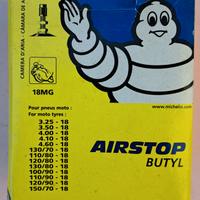 CAMERA D'ARIA - CÁMARA DE A
18MG
www.michelin.com
Pour pneus moto :
For moto tyres :
3.25 - 18
3.50 - 18
4.00 - 18
4.10 - 18
4.60 - 18
130/70 - 18
110/80 - 18
120/80 - 18
130/80 - 18
100/90 - 18
110/90 - 18
120/90 - 18
150/70 - 18
AIRSTOP
BUTYL